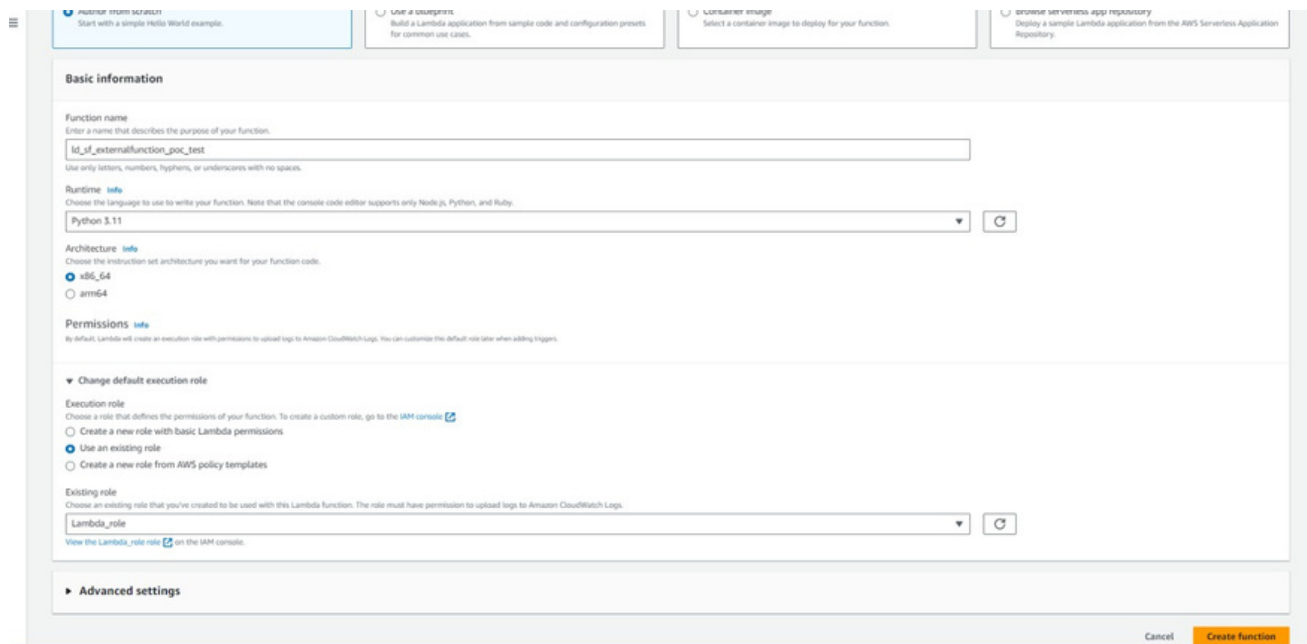 Author from scratch
Start with a simple Hello World example.
Use a blueprint
Build a Lambda application from sample code and configuration presets
for common use cases.
Container image
Select a container image to deploy for your function.
Browse serverless app repository
Deploy a sample Lambda application from the AWS Serverless Application
Repository.
Basic information
Function name
Enter a name that describes the purpose of your function.
ld_sf_externalfunction_poc_test
Use only letters, numbers, hyphens, or underscores with no spaces.
Runtime Info
Choose the language to use to write your function. Note that the console code editor supports only Node.js, Python, and Ruby.
Python 3.11
Architecture Info
Choose the instruction set architecture you want for your function code.
x86_64
arm64
Permissions Info
By default, Lambda will create an execution role with permissions to upload logs to Amazon CloudWatch Logs. You can customize this default role later when adding triggers.
Change default execution role
Execution role
Choose a role that defines the permissions of your function. To create a custom role, go to the IAM console
Create a new role with basic Lambda permissions
Use an existing role
Create a new role from AWS policy templates
Existing role
Choose an existing role that you've created to be used with this Lambda function. The role must have permission to upload logs to Amazon CloudWatch Logs.
Lambda_role
View the Lambda_role role on the IAM console.
Advanced settings
Cancel
Create function